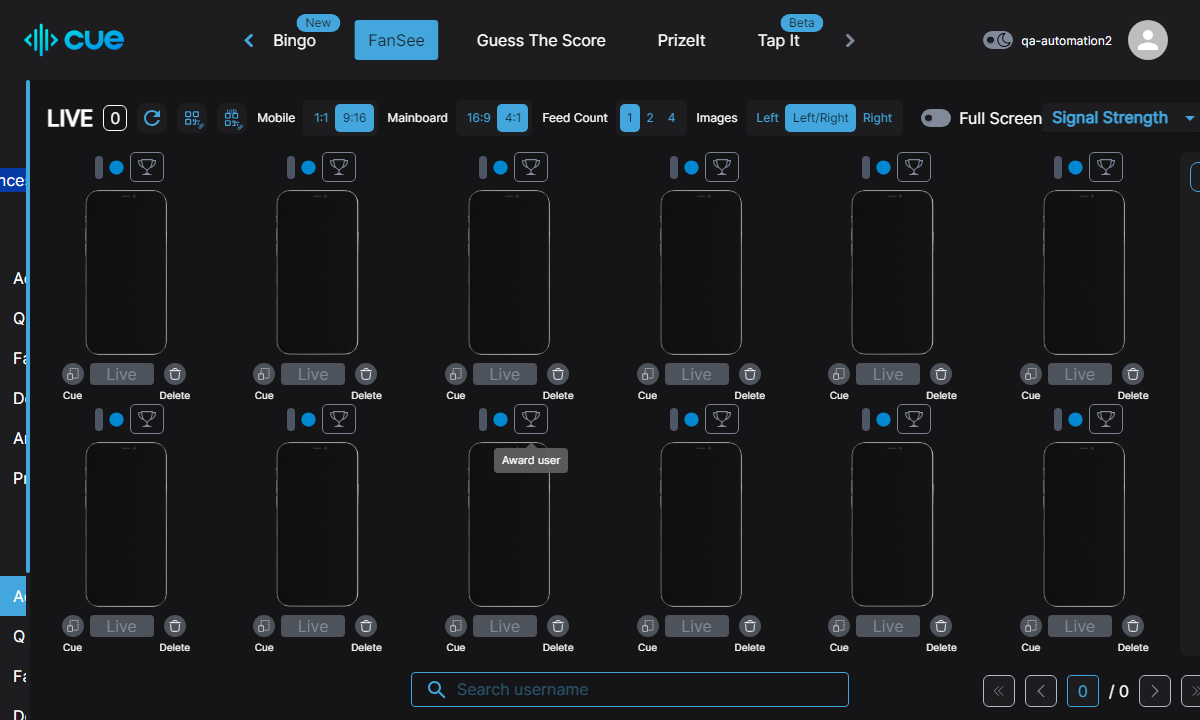 cue
New
Beta
Bingo
FanSee
Guess The Score
PrizeIt
Tap It
qa-automation2
LIVE 0
Mobile 1:1 9:16
Mainboard 16:9 4:1
Feed Count 1 2 4
Images Left Left/Right Right
Full Screen
Signal Strength
nces
Ac
Q
Fa
De
Ar
Pr
Live Live Live Live Live Live
Cue Delete Cue Delete Cue Delete Cue Delete Cue Delete Cue Delete
Award user
Ac
Q
Fa
De
Live Live Live Live Live Live
Cue Delete Cue Delete Cue Delete Cue Delete Cue Delete Cue Delete
Search username
0 / 0